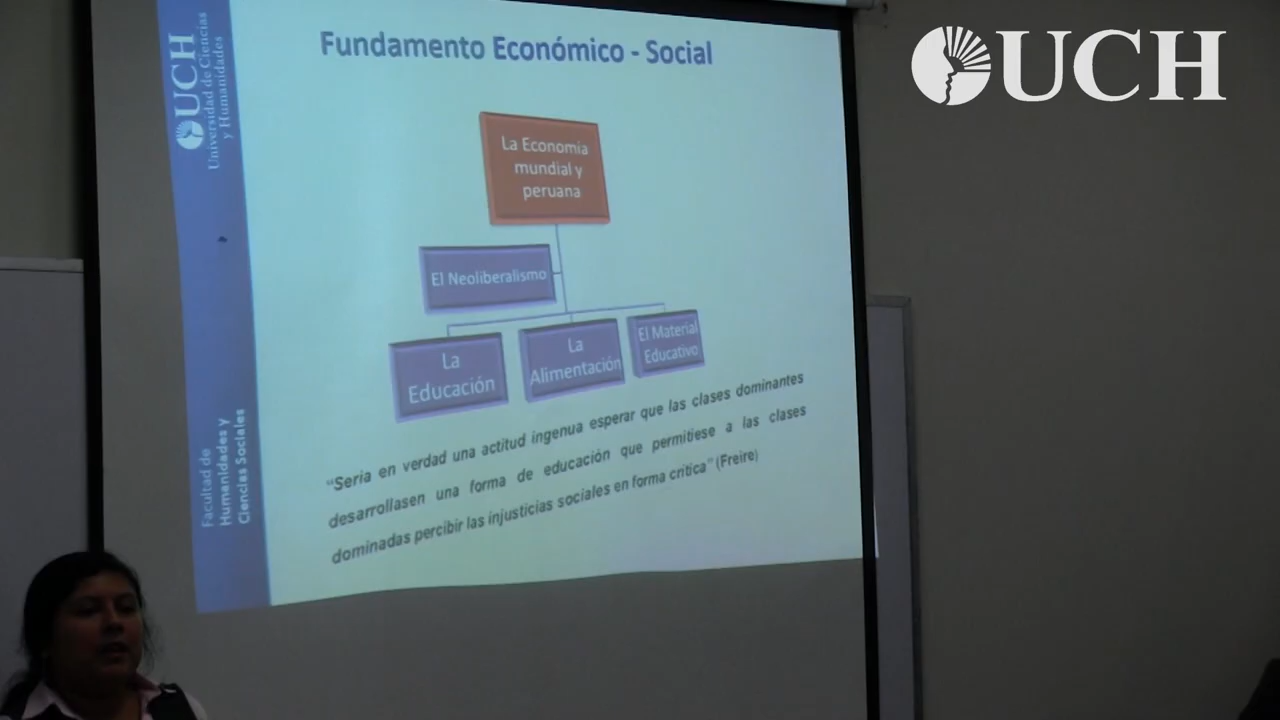 UCH
Universidad de Ciencias
y Humanidades
Fundamento Económico - Social
UCH
La Economía
mundial y
peruana
El Neoliberalismo
La
Educación
La
Alimentación
El Material
Educativo
“Seria en verdad una actitud ingenua esperar que las clases dominantes
desarrollasen una forma de educación que permitiese a las clases
dominadas percibir las injusticias sociales en forma critica” (Freire)
Facultad de
Humanidades y
Ciencias Sociales